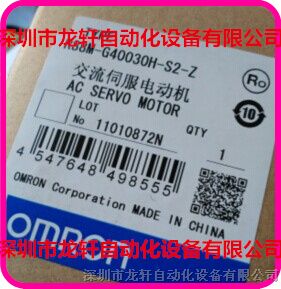 深圳市龙轩自动化设备有限公司
R88M-G40030H-S2-Z
交流伺服电动机
AC SERVO MOTOR
LOT
No 11010872N
QTY
1
Ro
10
4 547648 498555
OMRON Corporation MADE IN CHINA
OMRON
深圳市龙轩自动化设备有限公司
深圳市龙轩自动化设备有限公司